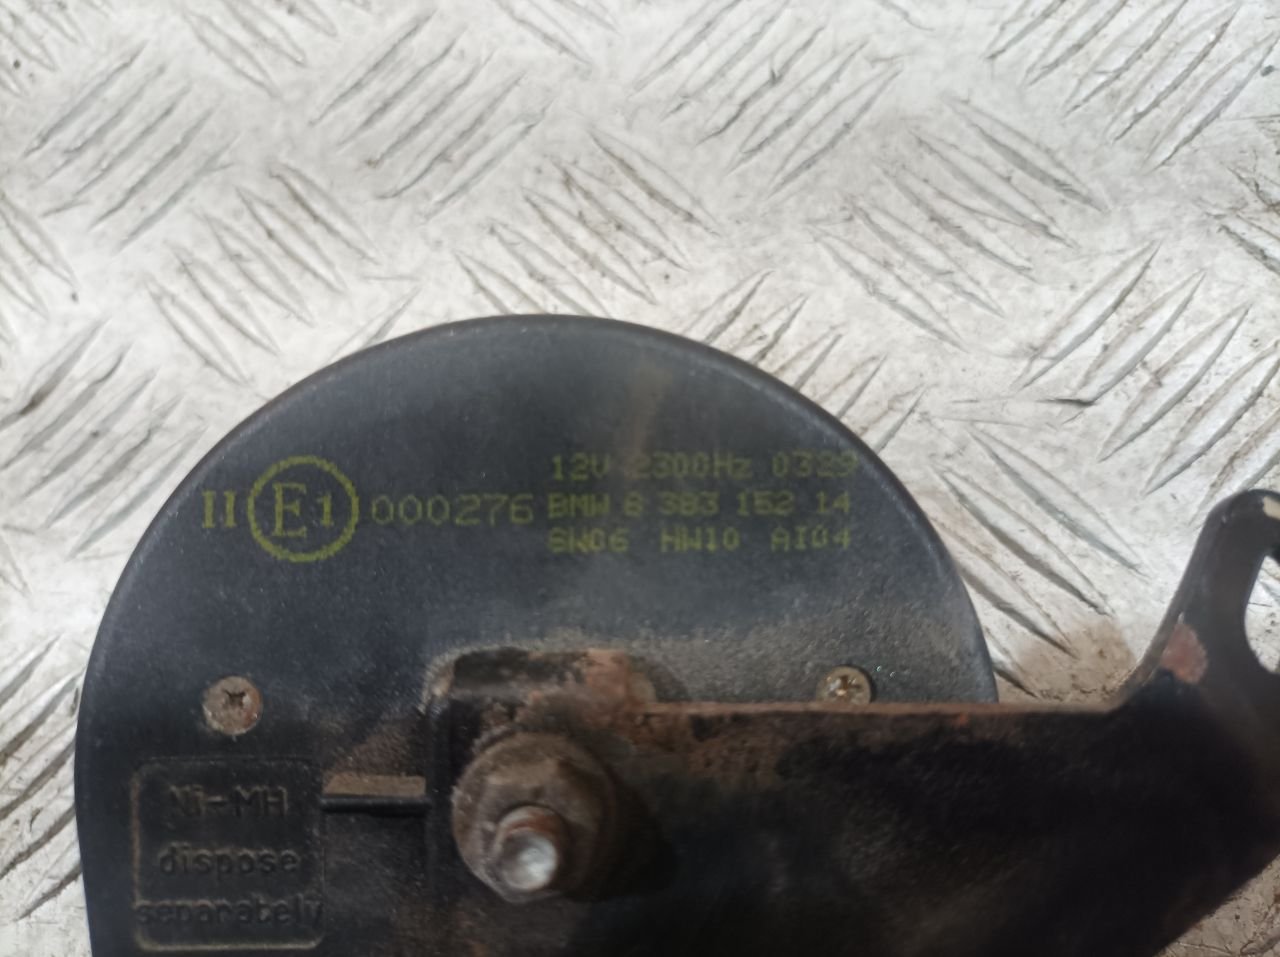 12V 2300Hz 0329
II E1 000276 BMW 8 383 152 14
SW06 HW10 AI04
Ni-MH
dispose
separately